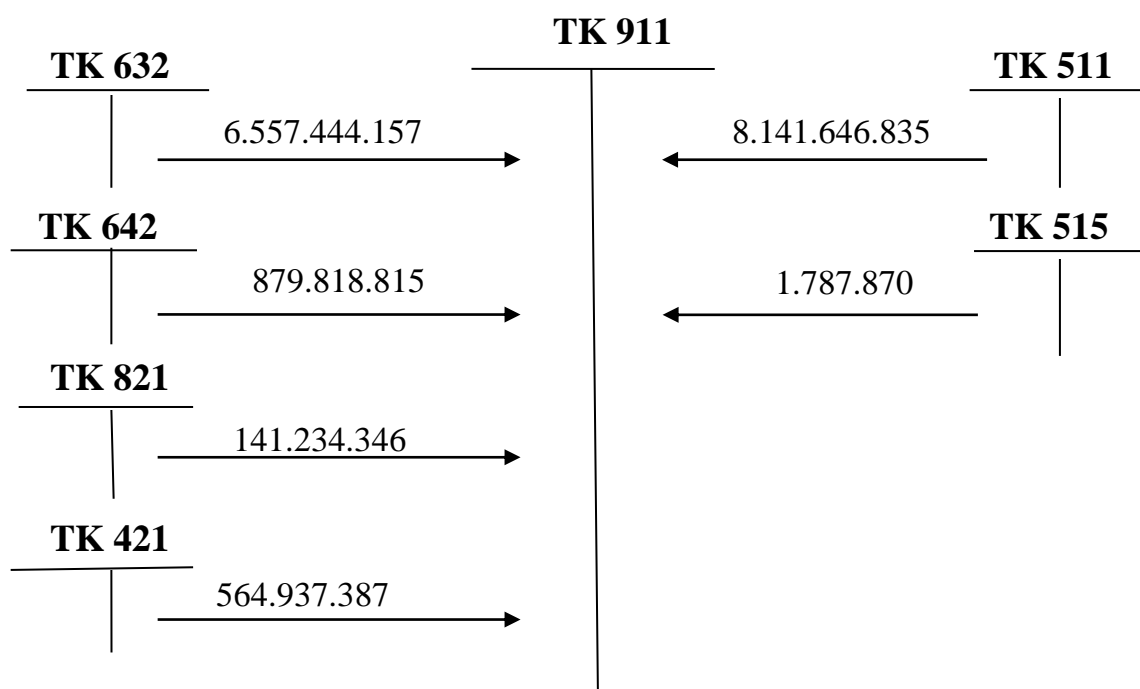 TK 911
TK 632
TK 511
6.557.444.157
8.141.646.835
TK 642
TK 515
879.818.815
1.787.870
TK 821
141.234.346
TK 421
564.937.387